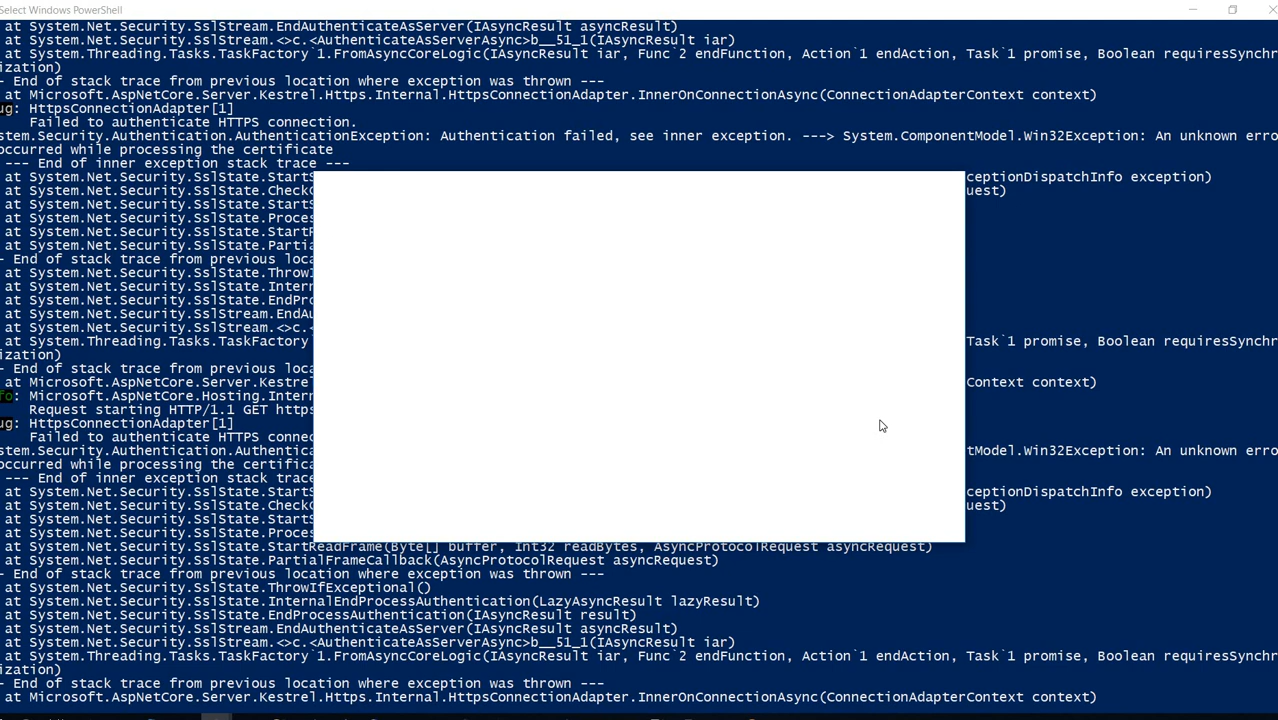 Select Windows PowerShell
at System.Net.Security.SslStream.EndAuthenticateAsServer(IAsyncResult asyncResult)
at System.Net.Security.SslStream.<>c.<AuthenticateAsServerAsync>b__51_1(IAsyncResult iar)
at System.Threading.Tasks.TaskFactory`1.FromAsyncCoreLogic(IAsyncResult iar, Func`2 endFunction, Action`1 endAction, Task`1 promise, Boolean requiresSynchr
ization)
- End of stack trace from previous location where exception was thrown ---
at Microsoft.AspNetCore.Server.Kestrel.Https.Internal.HttpsConnectionAdapter.InnerOnConnectionAsync(ConnectionAdapterContext context)
ug: HttpsConnectionAdapter[1]
Failed to authenticate HTTPS connection.
stem.Security.Authentication.AuthenticationException: Authentication failed, see inner exception. ---> System.ComponentModel.Win32Exception: An unknown erro
occurred while processing the certificate
--- End of inner exception stack trace ---
at System.Net.Security.SslState.StartS ceptionDispatchInfo exception)
at System.Net.Security.SslState.Check uest)
at System.Net.Security.SslState.StartS
at System.Net.Security.SslState.Proces
at System.Net.Security.SslState.StartR
at System.Net.Security.SslState.Partia
- End of stack trace from previous loca
at System.Net.Security.SslState.ThrowI
at System.Net.Security.SslState.Intern
at System.Net.Security.SslState.EndPro
at System.Net.Security.SslStream.EndAu
at System.Net.Security.SslStream.<>c.<
at System.Threading.Tasks.TaskFactory Task`1 promise, Boolean requiresSynchr
ization)
- End of stack trace from previous loca
at Microsoft.AspNetCore.Server.Kestre Context context)
fo: Microsoft.AspNetCore.Hosting.Inter
Request starting HTTP/1.1 GET https
ug: HttpsConnectionAdapter[1]
Failed to authenticate HTTPS connec
stem.Security.Authentication.Authentica tModel.Win32Exception: An unknown erro
occurred while processing the certifica
--- End of inner exception stack trace
at System.Net.Security.SslState.StartS ceptionDispatchInfo exception)
at System.Net.Security.SslState.Check uest)
at System.Net.Security.SslState.StartS
at System.Net.Security.SslState.Proces
at System.Net.Security.SslState.StartReadFrame(Byte[] buffer, Int32 readBytes, AsyncProtocolRequest asyncRequest)
at System.Net.Security.SslState.PartialFrameCallback(AsyncProtocolRequest asyncRequest)
- End of stack trace from previous location where exception was thrown ---
at System.Net.Security.SslState.ThrowIfExceptional()
at System.Net.Security.SslState.InternalEndProcessAuthentication(LazyAsyncResult lazyResult)
at System.Net.Security.SslState.EndProcessAuthentication(IAsyncResult result)
at System.Net.Security.SslStream.EndAuthenticateAsServer(IAsyncResult asyncResult)
at System.Net.Security.SslStream.<>c.<AuthenticateAsServerAsync>b__51_1(IAsyncResult iar)
at System.Threading.Tasks.TaskFactory`1.FromAsyncCoreLogic(IAsyncResult iar, Func`2 endFunction, Action`1 endAction, Task`1 promise, Boolean requiresSynchr
ization)
- End of stack trace from previous location where exception was thrown ---
at Microsoft.AspNetCore.Server.Kestrel.Https.Internal.HttpsConnectionAdapter.InnerOnConnectionAsync(ConnectionAdapterContext context)